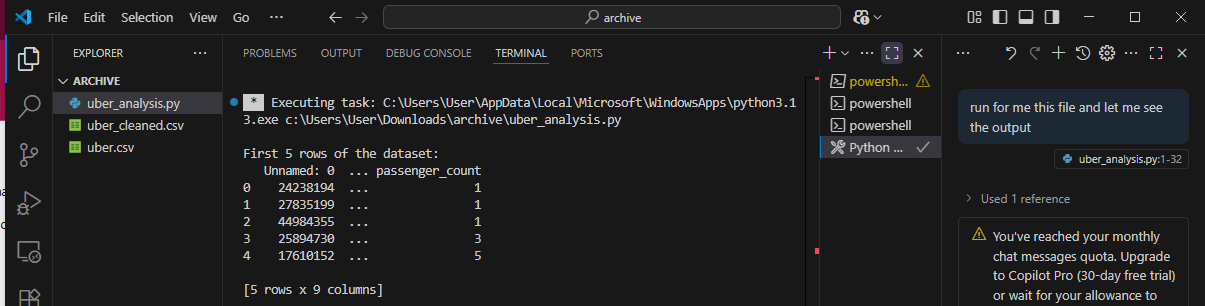 File Edit Selection View Go ... archive
EXPLORER ...
ARCHIVE
uber_analysis.py
uber_cleaned.csv
uber.csv
PROBLEMS OUTPUT DEBUG CONSOLE TERMINAL PORTS
* Executing task: C:\Users\User\AppData\Local\Microsoft\WindowsApps\python3.1
3.exe c:\Users\User\Downloads\archive\uber_analysis.py
First 5 rows of the dataset:
Unnamed: 0 ... passenger_count
0 24238194 ... 1
1 27835199 ... 1
2 44984355 ... 1
3 25894730 ... 3
4 17610152 ... 5
[5 rows x 9 columns]
powersh...
powershell
powershell
Python ...
run for me this file and let me see
the output
uber_analysis.py:1-32
Used 1 reference
You've reached your monthly
chat messages quota. Upgrade
to Copilot Pro (30-day free trial)
or wait for your allowance to